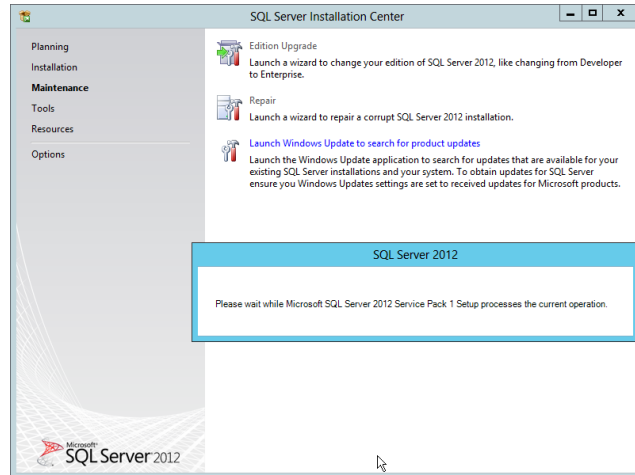 SQL Server Installation Center
Planning
Installation
Maintenance
Tools
Resources
Options
Edition Upgrade
Launch a wizard to change your edition of SQL Server 2012, like changing from Developer
to Enterprise.
Repair
Launch a wizard to repair a corrupt SQL Server 2012 installation.
Launch Windows Update to search for product updates
Launch the Windows Update application to search for updates that are available for your
existing SQL Server installations and your system. To obtain updates for SQL Server
ensure you Windows Updates settings are set to received updates for Microsoft products.
SQL Server 2012
Please wait while Microsoft SQL Server 2012 Service Pack 1 Setup processes the current operation.
Microsoft
SQL Server 2012